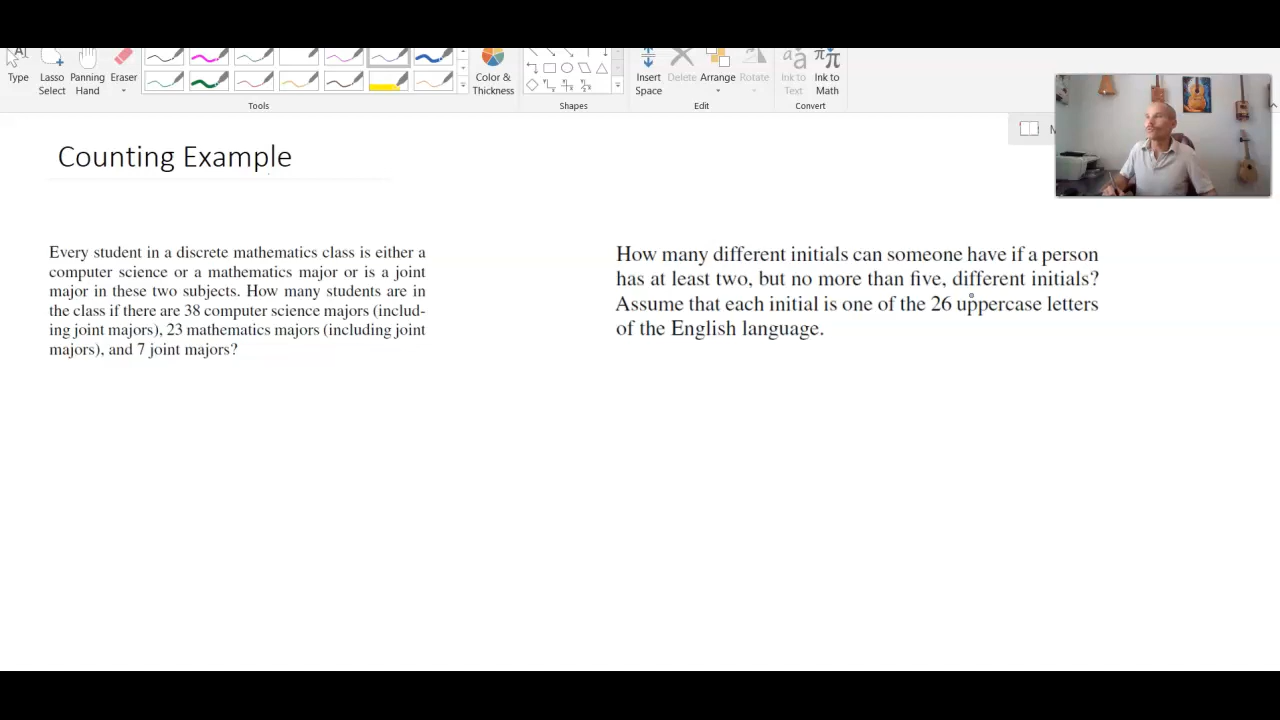 Type
Lasso
Select
Panning
Hand
Eraser
Color &
Thickness
Insert
Space
Delete
Arrange
Rotate
Ink to
Text
Ink to
Math
Tools
Shapes
Edit
Convert
Counting Example
Every student in a discrete mathematics class is either a
computer science or a mathematics major or is a joint
major in these two subjects. How many students are in
the class if there are 38 computer science majors (includ-
ing joint majors), 23 mathematics majors (including joint
majors), and 7 joint majors?
How many different initials can someone have if a person
has at least two, but no more than five, different initials?
Assume that each initial is one of the 26 uppercase letters
of the English language.